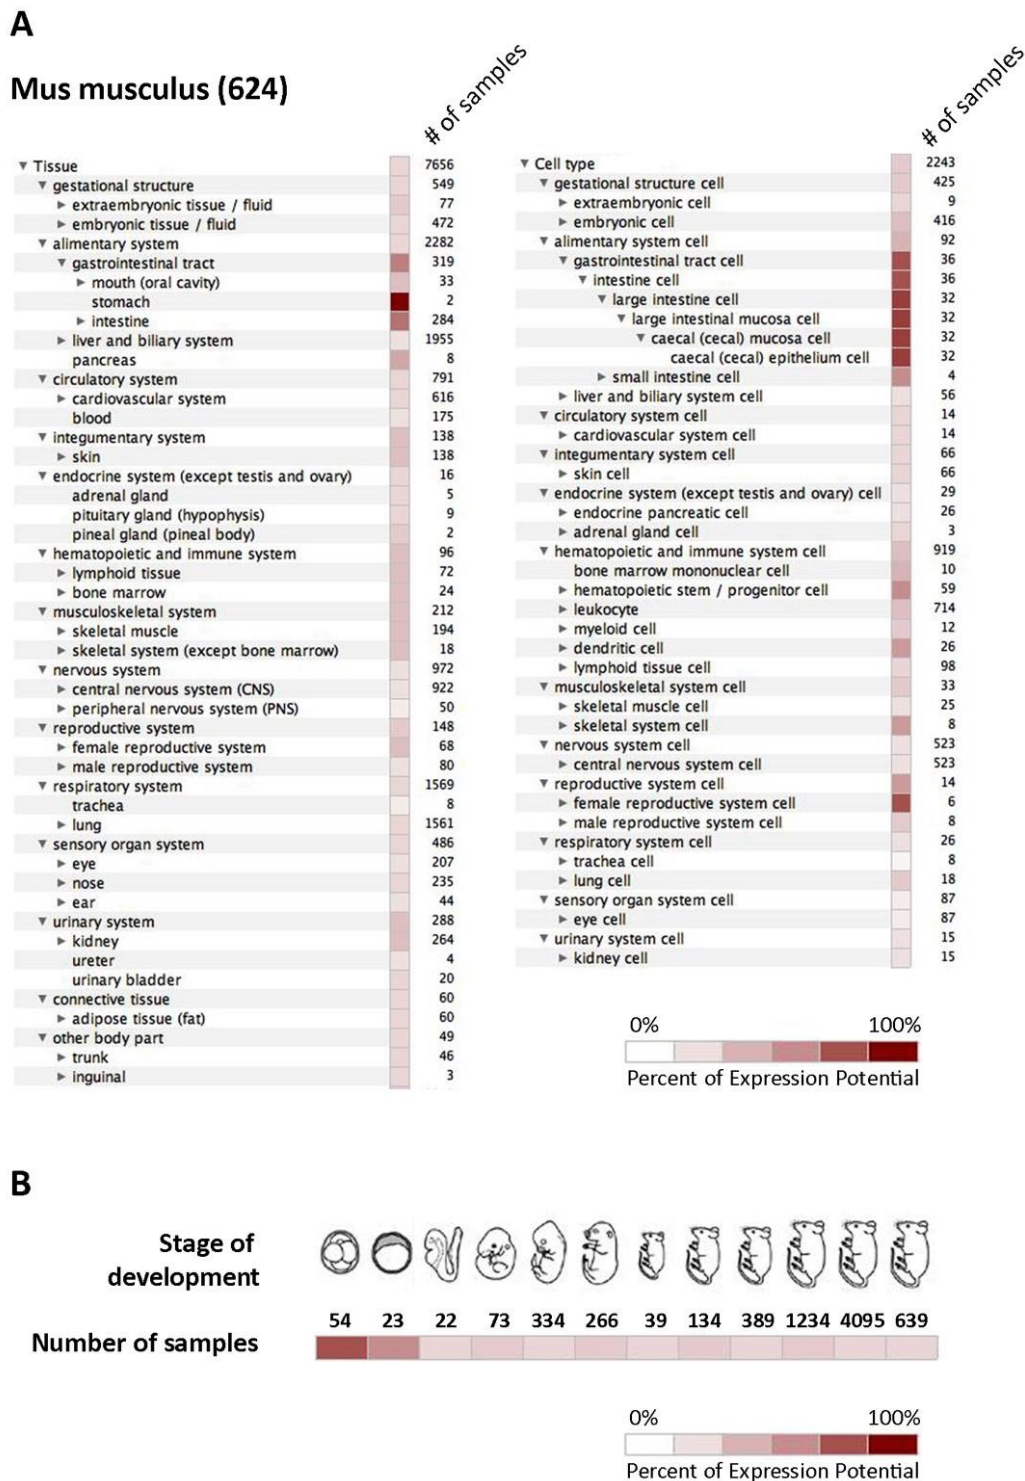 A
Mus musculus (624)
# of samples
▼ Tissue 7656
▼ gestational structure 549
► extraembryonic tissue / fluid 77
► embryonic tissue / fluid 472
▼ alimentary system 2282
▼ gastrointestinal tract 319
► mouth (oral cavity) 33
stomach 2
► intestine 284
► liver and biliary system 1955
pancreas 8
▼ circulatory system 791
► cardiovascular system 616
blood 175
▼ integumentary system 138
► skin 138
▼ endocrine system (except testis and ovary) 16
adrenal gland 5
pituitary gland (hypophysis) 9
pineal gland (pineal body) 2
▼ hematopoietic and immune system 96
► lymphoid tissue 72
► bone marrow 24
▼ musculoskeletal system 212
► skeletal muscle 194
► skeletal system (except bone marrow) 18
▼ nervous system 972
► central nervous system (CNS) 922
► peripheral nervous system (PNS) 50
▼ reproductive system 148
► female reproductive system 68
► male reproductive system 80
▼ respiratory system 1569
trachea 8
► lung 1561
▼ sensory organ system 486
► eye 207
► nose 235
► ear 44
▼ urinary system 288
► kidney 264
ureter 4
urinary bladder 20
▼ connective tissue 60
► adipose tissue (fat) 60
▼ other body part 49
► trunk 46
► inguinal 3
# of samples
▼ Cell type 2243
▼ gestational structure cell 425
► extraembryonic cell 9
► embryonic cell 416
▼ alimentary system cell 92
▼ gastrointestinal tract cell 36
▼ intestine cell 36
▼ large intestine cell 32
▼ large intestinal mucosa cell 32
▼ caecal (cecal) mucosa cell 32
caecal (cecal) epithelium cell 32
► small intestine cell 4
► liver and biliary system cell 56
▼ circulatory system cell 14
► cardiovascular system cell 14
▼ integumentary system cell 66
► skin cell 66
▼ endocrine system (except testis and ovary) cell 29
► endocrine pancreatic cell 26
► adrenal gland cell 3
▼ hematopoietic and immune system cell 919
bone marrow mononuclear cell 10
► hematopoietic stem / progenitor cell 59
► leukocyte 714
► myeloid cell 12
► dendritic cell 26
► lymphoid tissue cell 98
▼ musculoskeletal system cell 33
► skeletal muscle cell 25
► skeletal system cell 8
▼ nervous system cell 523
► central nervous system cell 523
▼ reproductive system cell 14
► female reproductive system cell 6
► male reproductive system cell 8
▼ respiratory system cell 26
► trachea cell 8
► lung cell 18
▼ sensory organ system cell 87
► eye cell 87
▼ urinary system cell 15
► kidney cell 15
0% 100%
Percent of Expression Potential
B
Stage of
development
54 23 22 73 334 266 39 134 389 1234 4095 639
Number of samples
0% 100%
Percent of Expression Potential